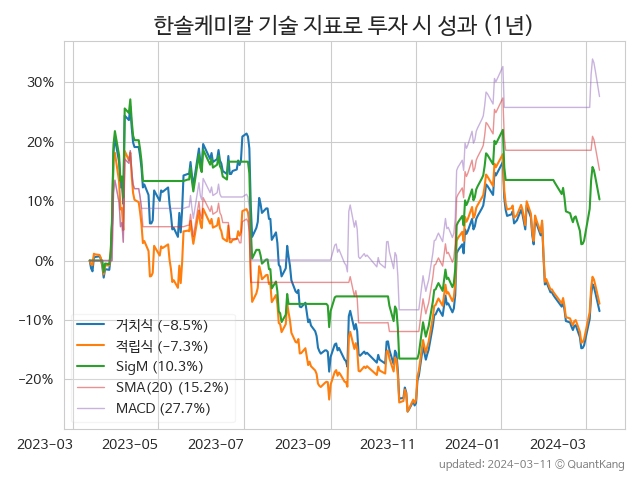 한솔케미칼 기술 지표로 투자 시 성과 (1년)
30%
20%
10%
0%
−10%
−20%
거치식 (−8.5%)
적립식 (−7.3%)
SigM (10.3%)
SMA(20) (15.2%)
MACD (27.7%)
2023-03 2023-05 2023-07 2023-09 2023-11 2024-01 2024-03
updated: 2024-03-11 © QuantKang